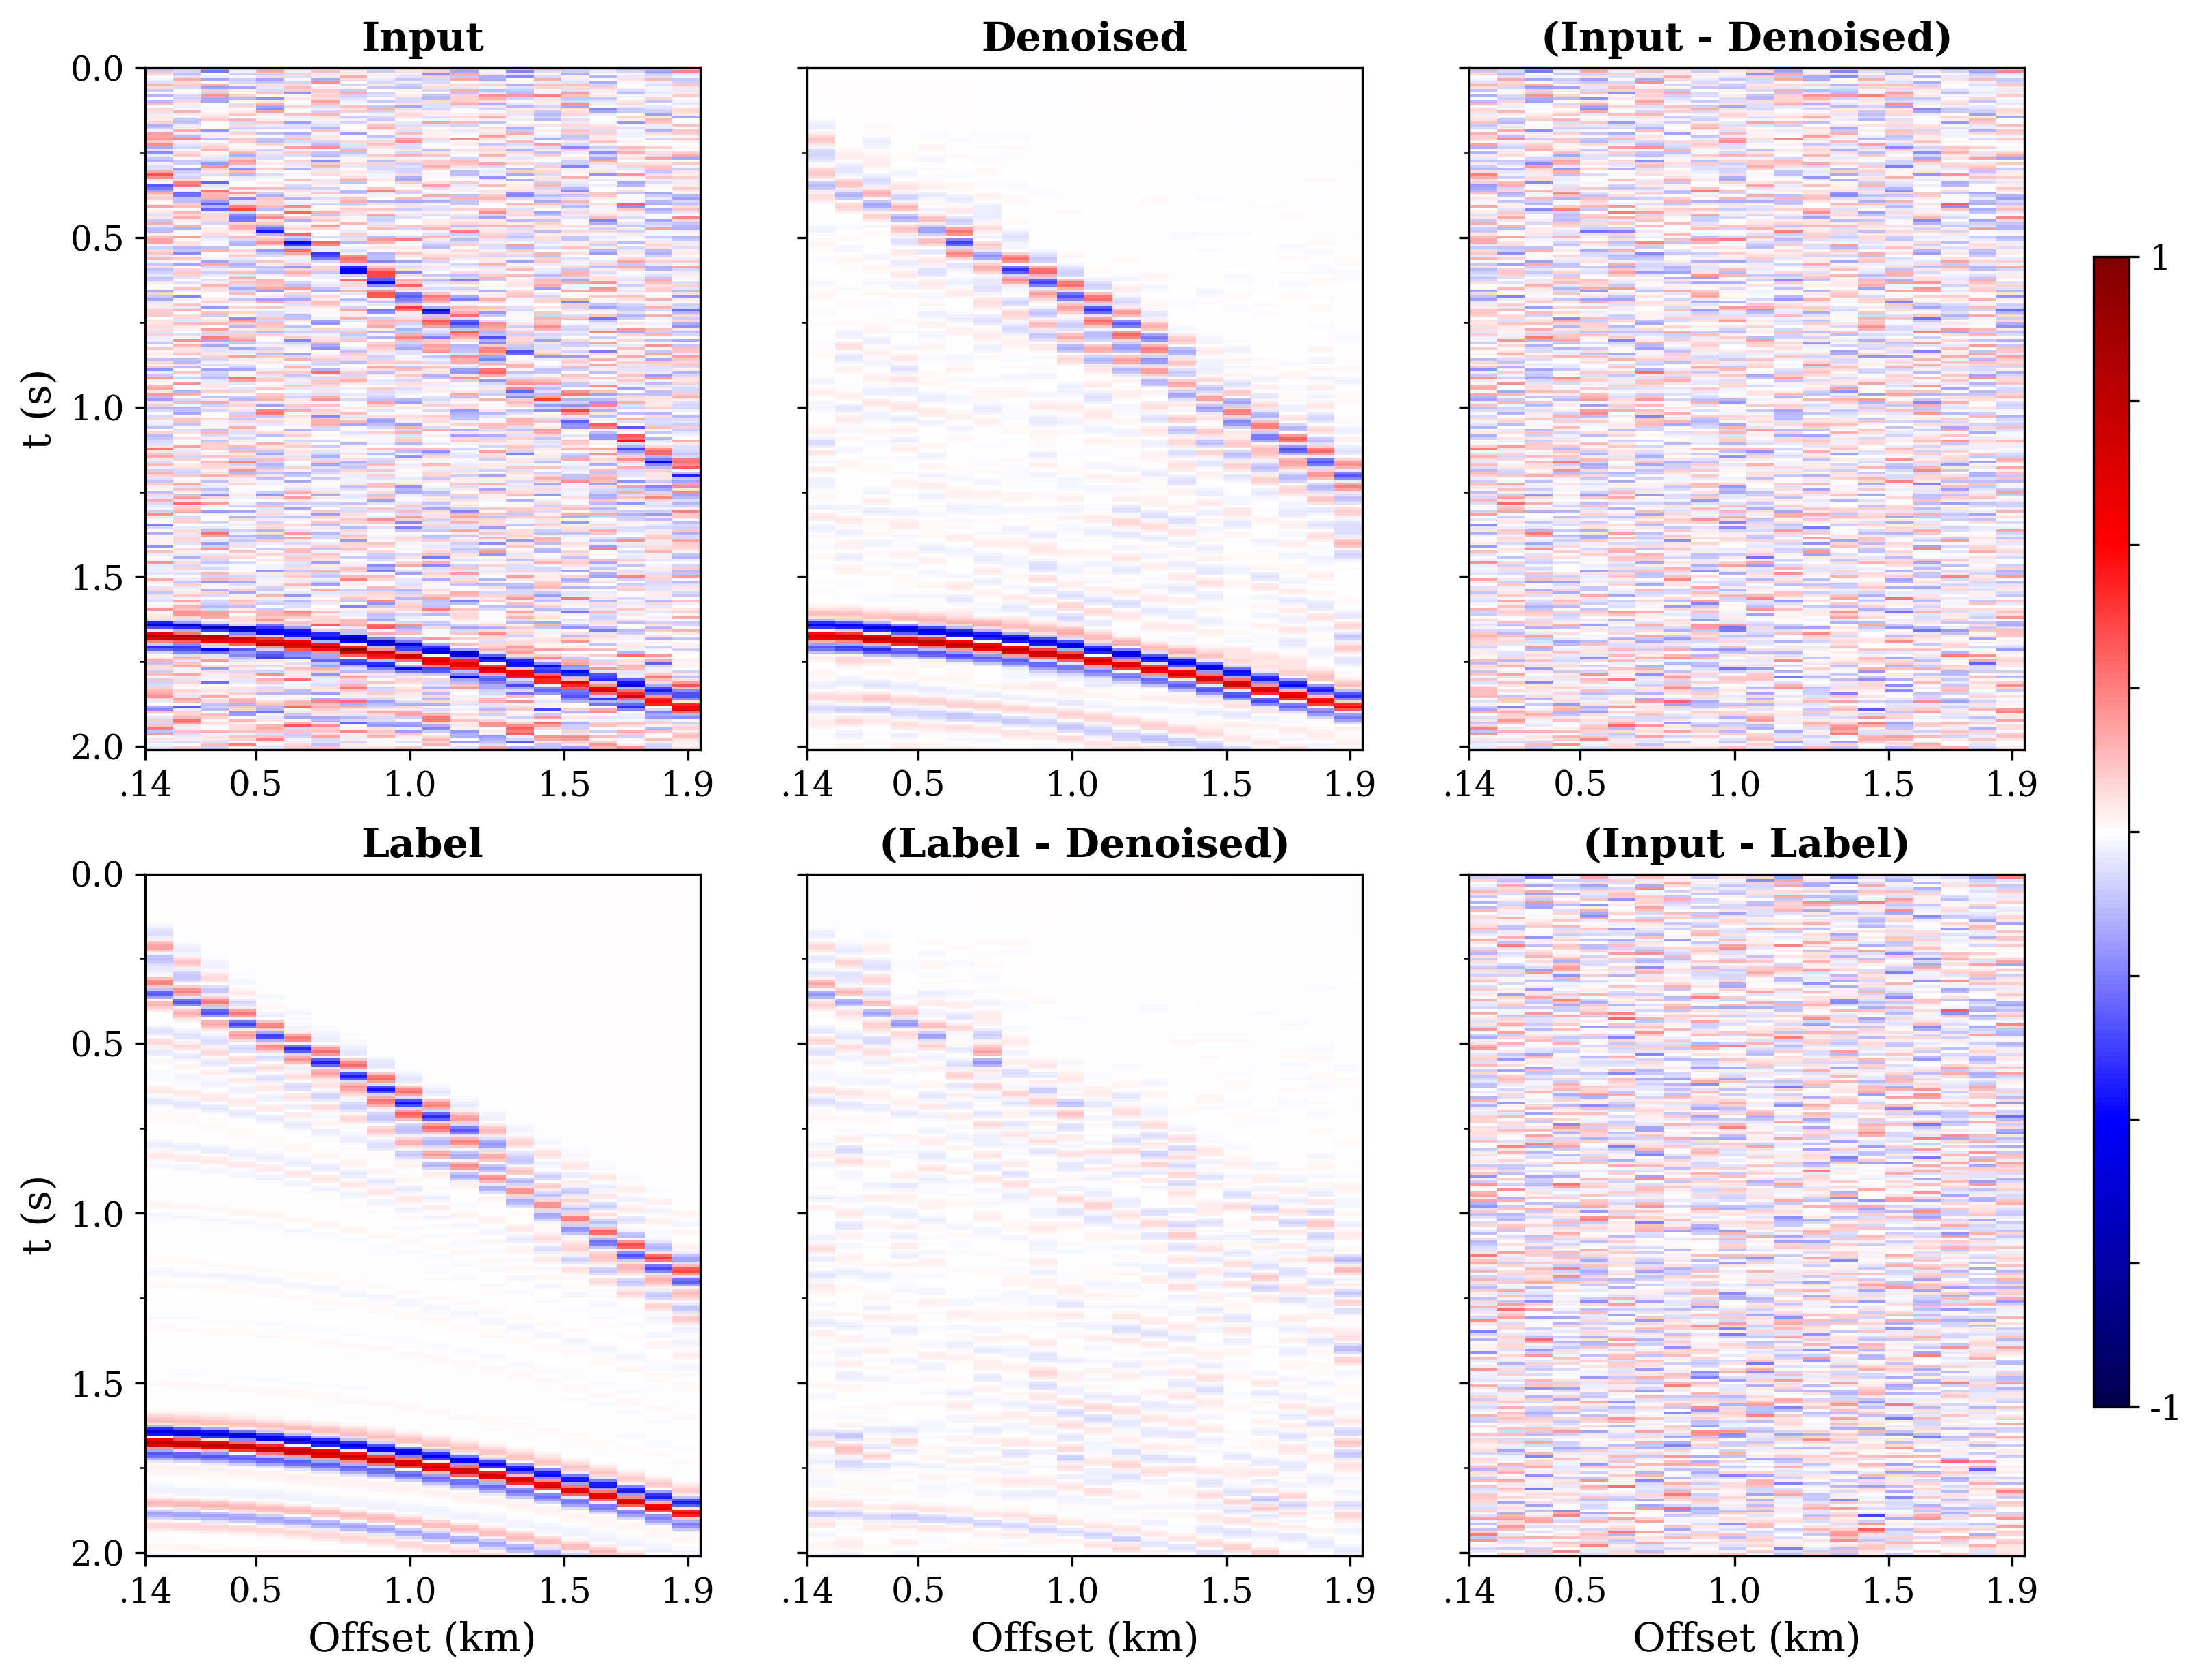 Input
Denoised
(Input - Denoised)
t (s)
0.0
0.5
1.0
1.5
2.0
.14 0.5 1.0 1.5 1.9
.14 0.5 1.0 1.5 1.9
.14 0.5 1.0 1.5 1.9
Label
(Label - Denoised)
(Input - Label)
t (s)
0.0
0.5
1.0
1.5
2.0
.14 0.5 1.0 1.5 1.9
.14 0.5 1.0 1.5 1.9
.14 0.5 1.0 1.5 1.9
Offset (km)
Offset (km)
Offset (km)
1
-1